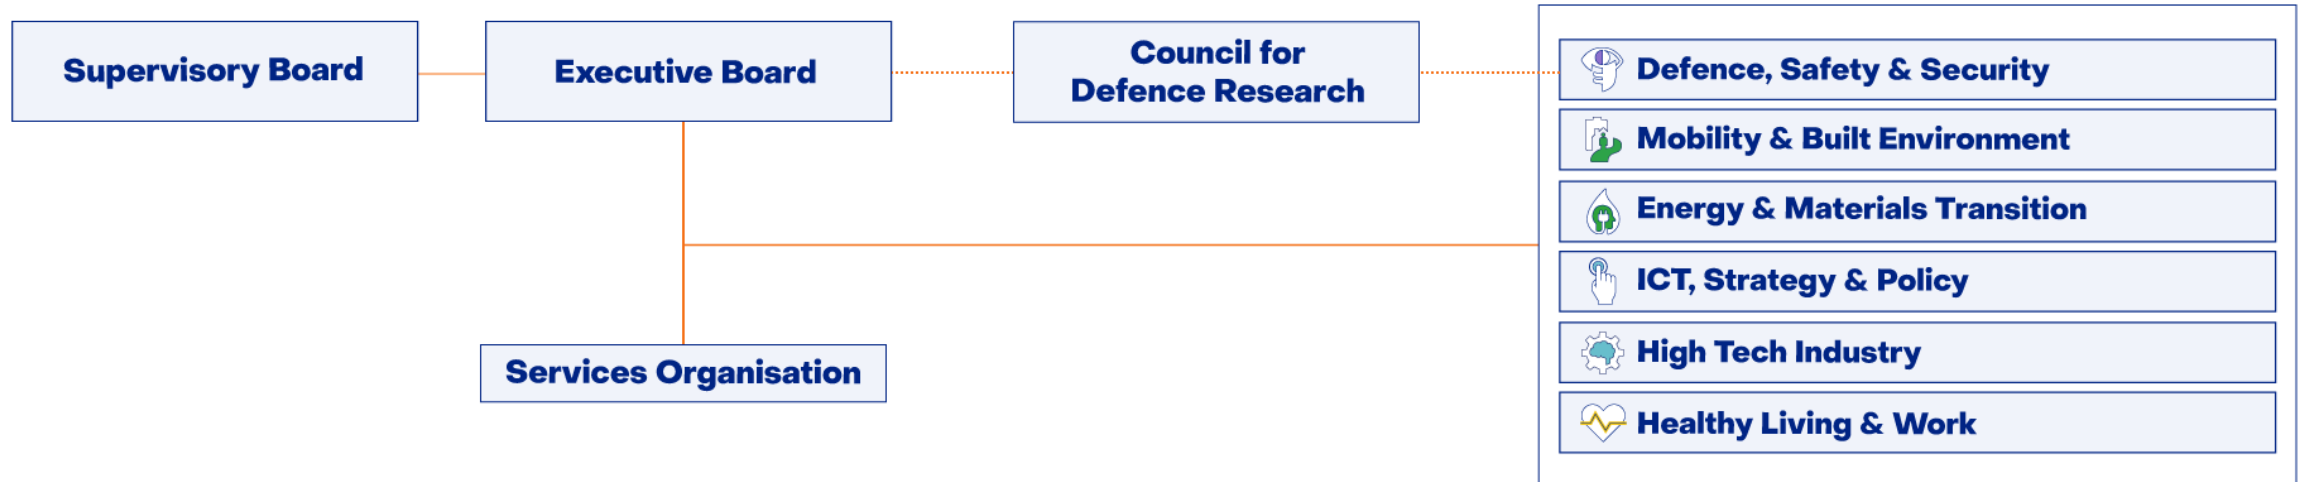 Supervisory Board
Executive Board
Council for
Defence Research
Defence, Safety & Security
Mobility & Built Environment
Energy & Materials Transition
ICT, Strategy & Policy
High Tech Industry
Healthy Living & Work
Services Organisation